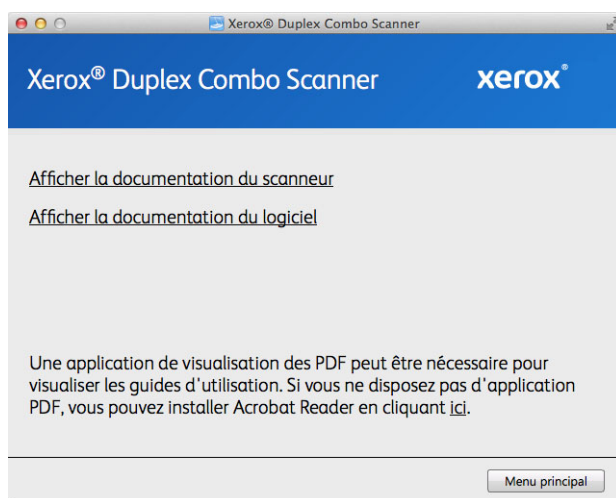 Xerox® Duplex Combo Scanner
Xerox® Duplex Combo Scanner
xerox®
Afficher la documentation du scanneur
Afficher la documentation du logiciel
Une application de visualisation des PDF peut être nécessaire pour
visualiser les guides d'utilisation. Si vous ne disposez pas d'application
PDF, vous pouvez installer Acrobat Reader en cliquant ici.
Menu principal